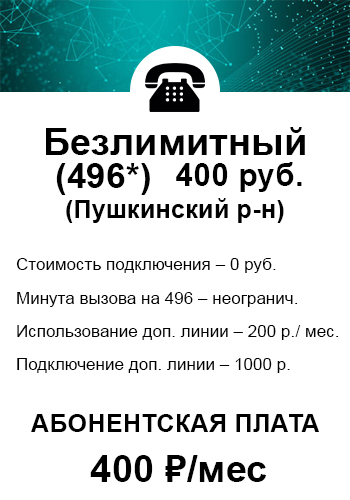 Безлимитный
(496*) 400 руб.
(Пушкинский р-н)
Стоимость подключения – 0 руб.
Минута вызова на 496 – неогранич.
Использование доп. линии – 200 р./ мес.
Подключение доп. линии – 1000 р.
АБОНЕНТСКАЯ ПЛАТА
400 ₽/мес